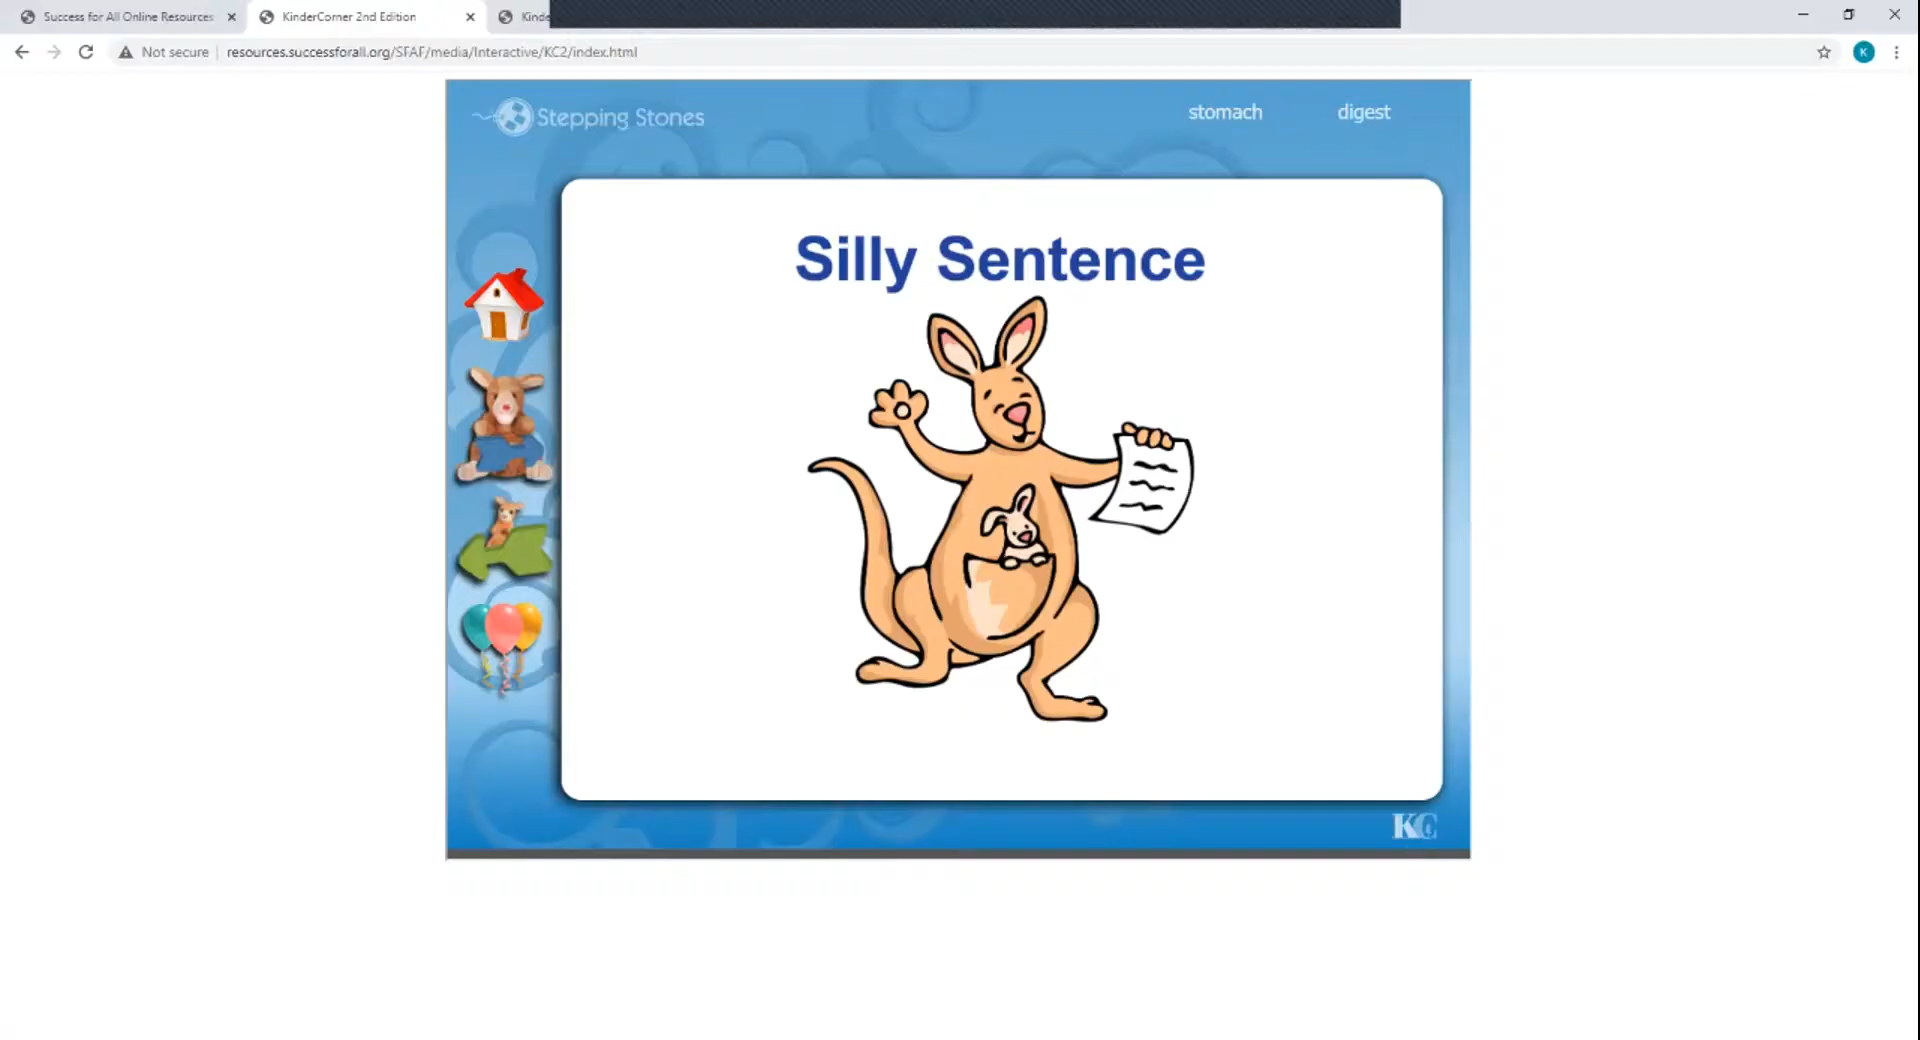 Success for All Online Resources
KinderCorner 2nd Edition
Kinde
Not secure
resources.successforall.org/SFAF/media/Interactive/KC2/index.html
K
Stepping Stones
stomach
digest
Silly Sentence
KC